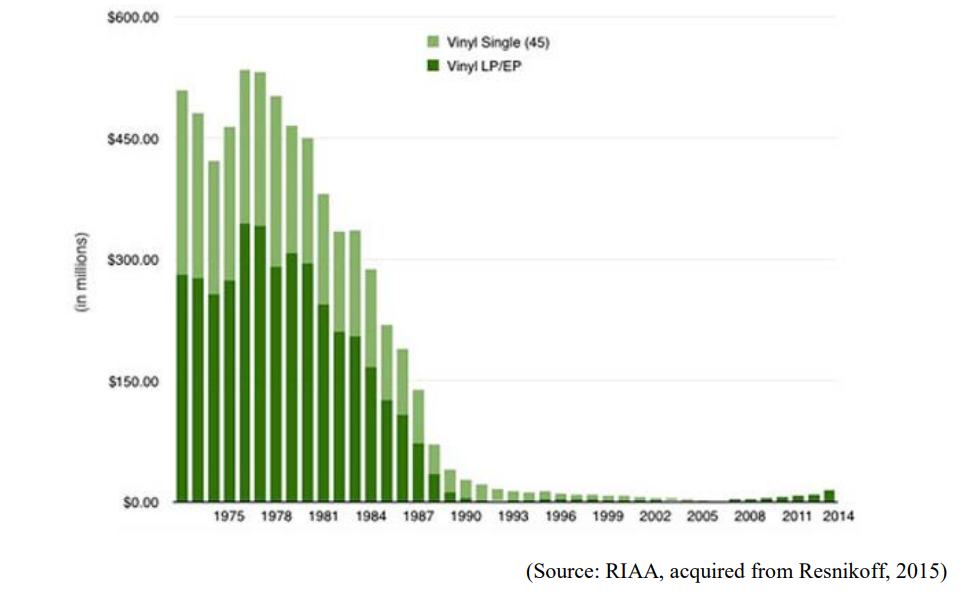 $600.00
Vinyl Single (45)
Vinyl LP/EP
$450.00
(in millions)
$300.00
$150.00
$0.00
1975 1978 1981 1984 1987 1990 1993 1996 1999 2002 2005 2008 2011 2014
(Source: RIAA, acquired from Resnikoff, 2015)